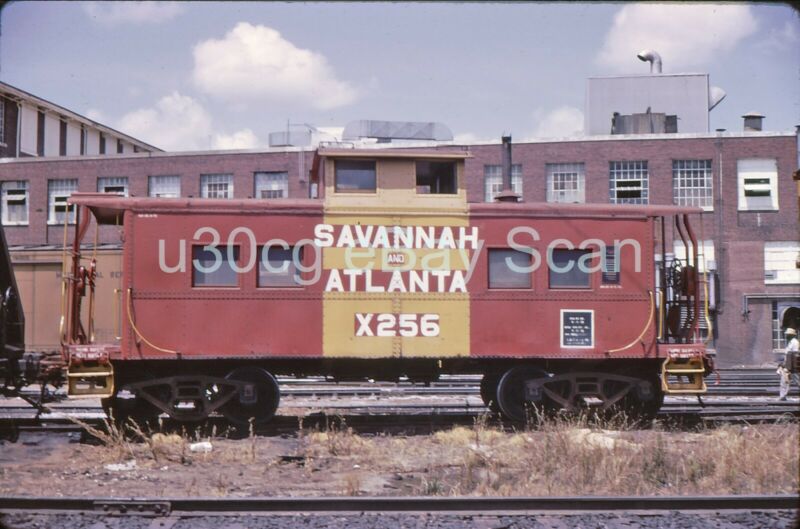 SAVANNAH
AND
ATLANTA
X256
u30cg eBay Scan